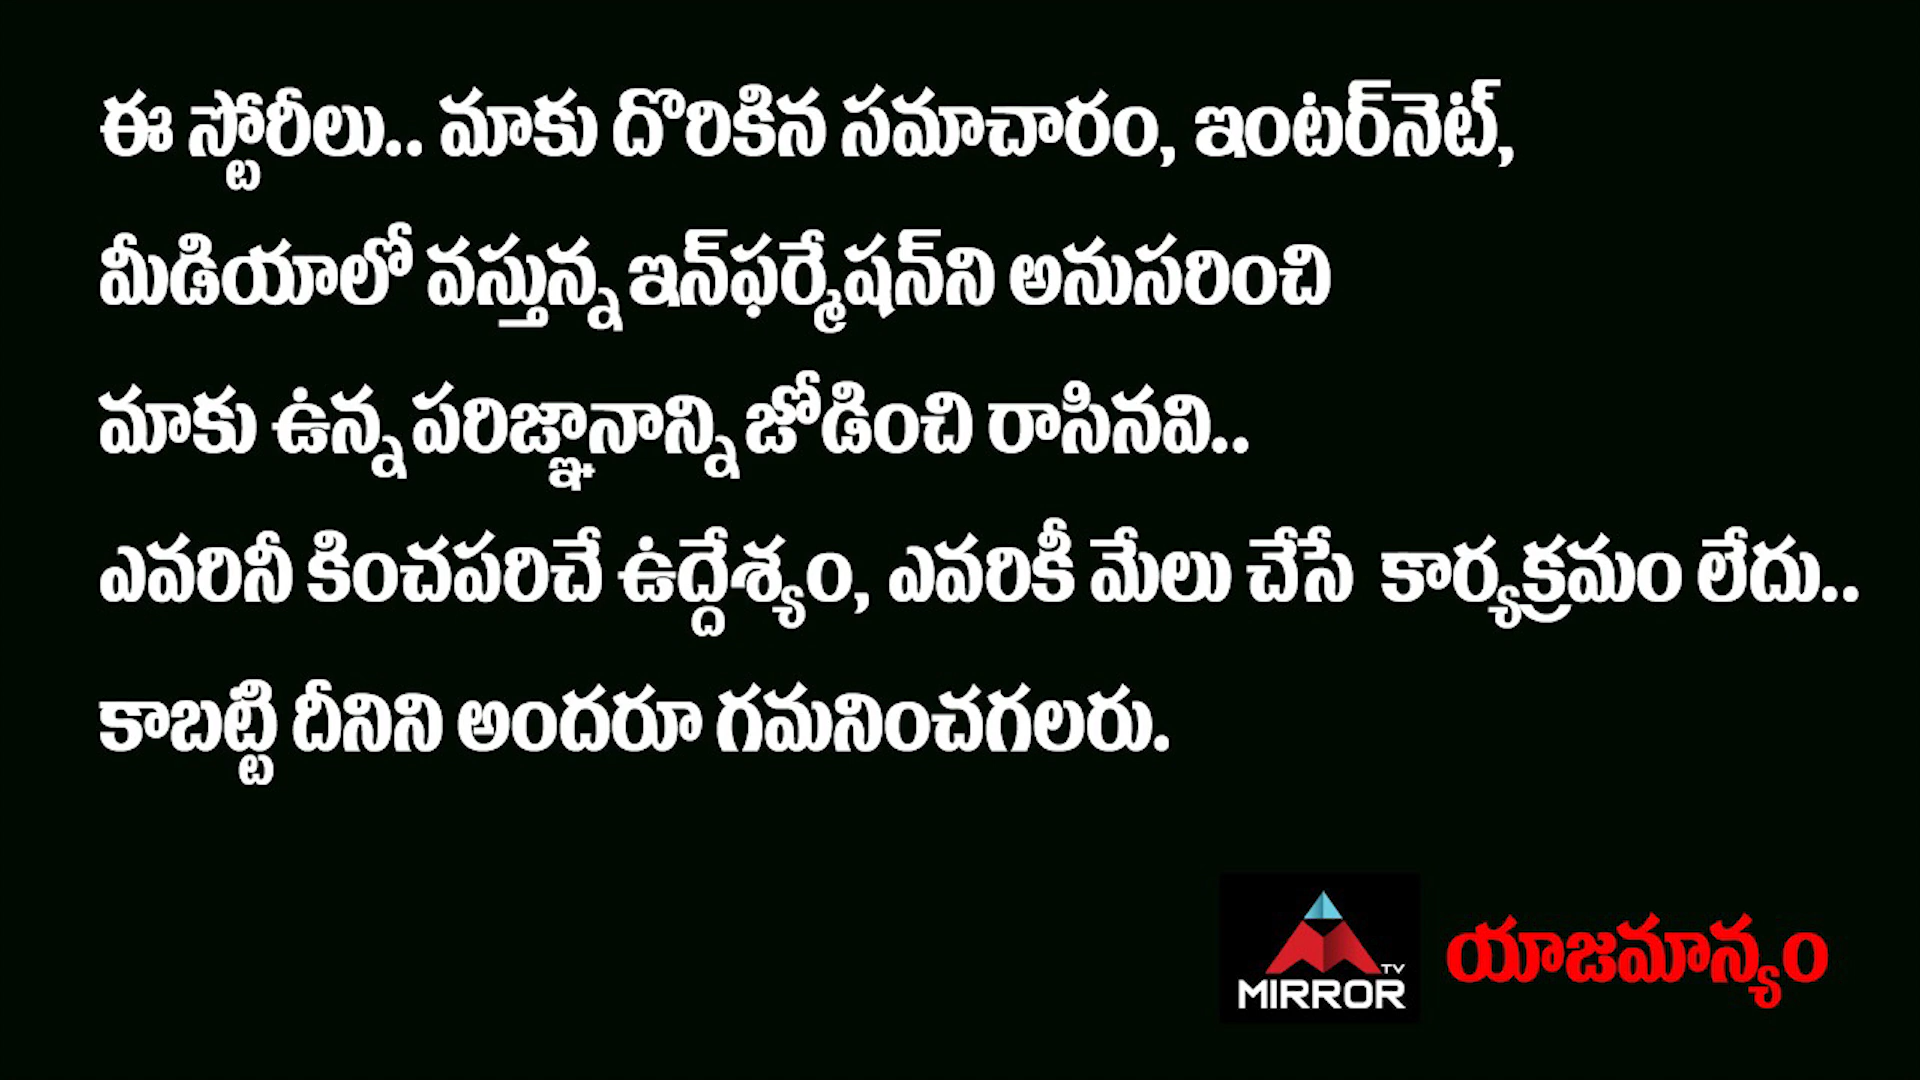 ఈ స్టోరీలు.. మాకు దొరికిన సమాచారం, ఇంటర్‌నెట్,
మీడియాలో వస్తున్న ఇన్‌ఫర్మేషన్‌ని అనుసరించి
మాకు ఉన్న పరిజ్ఞానాన్ని జోడించి రాసినవి..
ఎవరినీ కించపరిచే ఉద్దేశ్యం, ఎవరికీ మేలు చేసే కార్యక్రమం లేదు..
కాబట్టి దీనిని అందరూ గమనించగలరు.
MIRROR TV యాజమాన్యం